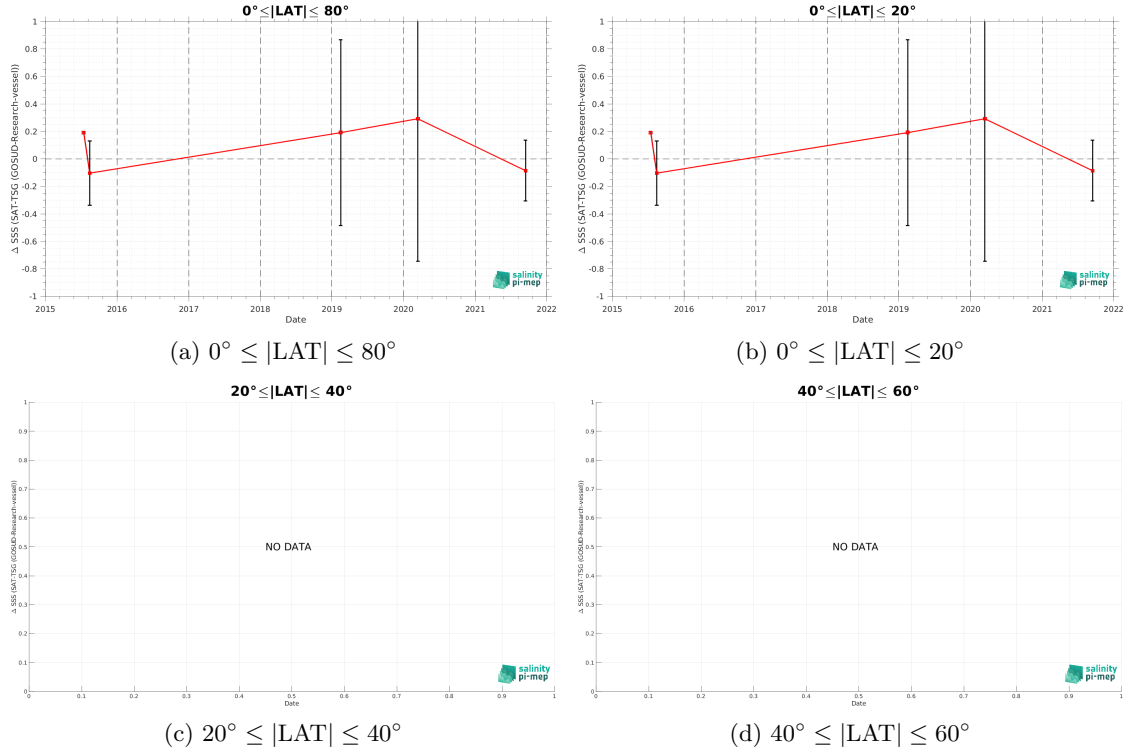 0°≤|LAT|≤ 80°
1
0.8
0.6
0.4
0.2
0
-0.2
-0.4
-0.6
-0.8
-1
Δ SSS (SAT-TSG (GOSUD-Research-vessel))
2015 2016 2017 2018 2019 2020 2021 2022
Date
salinity
pi-mep
(a) 0° ≤ |LAT| ≤ 80°
0°≤|LAT|≤ 20°
1
0.8
0.6
0.4
0.2
0
-0.2
-0.4
-0.6
-0.8
-1
Δ SSS (SAT-TSG (GOSUD-Research-vessel))
2015 2016 2017 2018 2019 2020 2021 2022
Date
salinity
pi-mep
(b) 0° ≤ |LAT| ≤ 20°
20°≤|LAT|≤ 40°
1
0.9
0.8
0.7
0.6
0.5
0.4
0.3
0.2
0.1
0
Δ SSS (SAT-TSG (GOSUD-Research-vessel))
NO DATA
0 0.1 0.2 0.3 0.4 0.5 0.6 0.7 0.8 0.9 1
Date
salinity
pi-mep
(c) 20° ≤ |LAT| ≤ 40°
40°≤|LAT|≤ 60°
1
0.9
0.8
0.7
0.6
0.5
0.4
0.3
0.2
0.1
0
Δ SSS (SAT-TSG (GOSUD-Research-vessel))
NO DATA
0 0.1 0.2 0.3 0.4 0.5 0.6 0.7 0.8 0.9 1
Date
salinity
pi-mep
(d) 40° ≤ |LAT| ≤ 60°